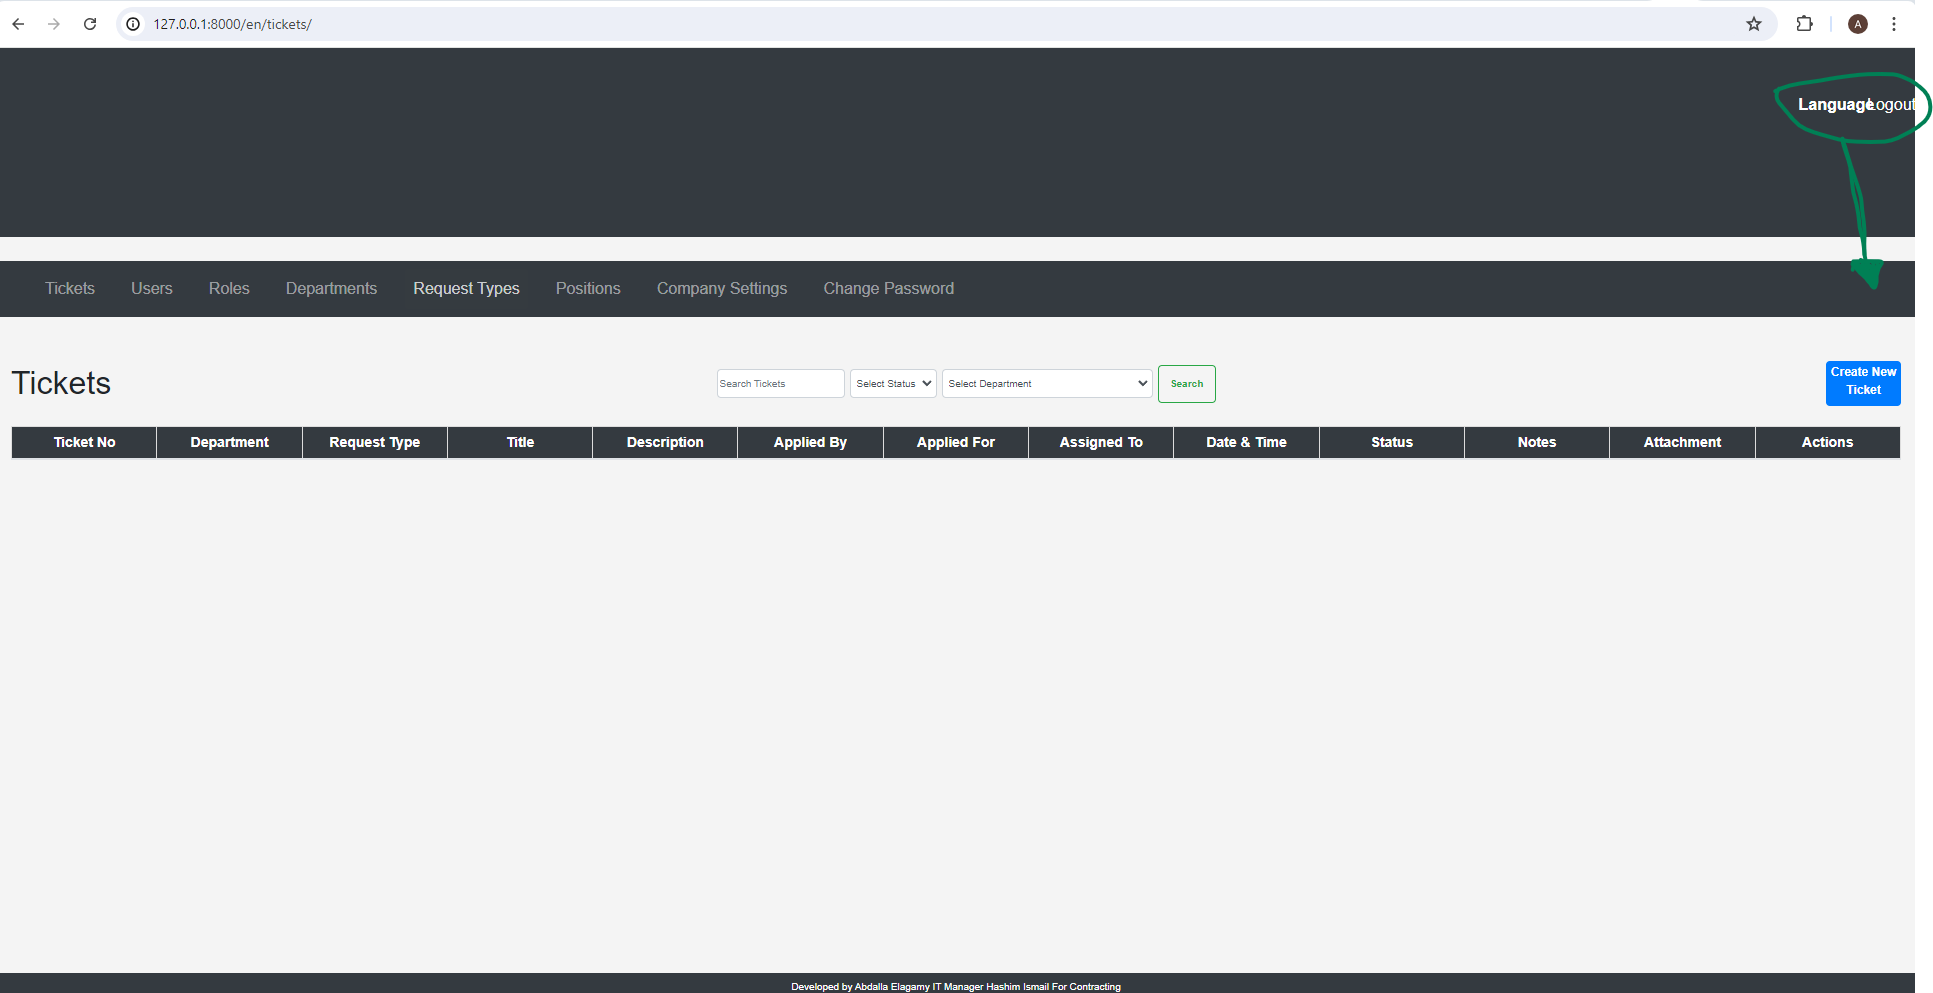 127.0.0.1:8000/en/tickets/
A
Language Logout
Tickets Users Roles Departments Request Types Positions Company Settings Change Password
Tickets
Search Tickets Select Status Select Department Search
Create New
Ticket
Ticket No Department Request Type Title Description Applied By Applied For Assigned To Date & Time Status Notes Attachment Actions
Developed by Abdalla Elagamy IT Manager Hashim Ismail For Contracting